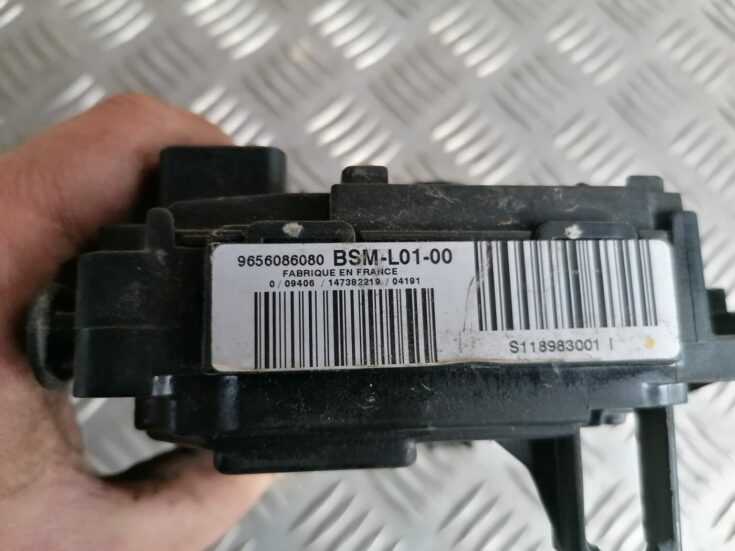 9656086080 BSM-L01-00
FABRIQUE EN FRANCE
0 / 09406 / 147382219 / 04191
S118983001 I